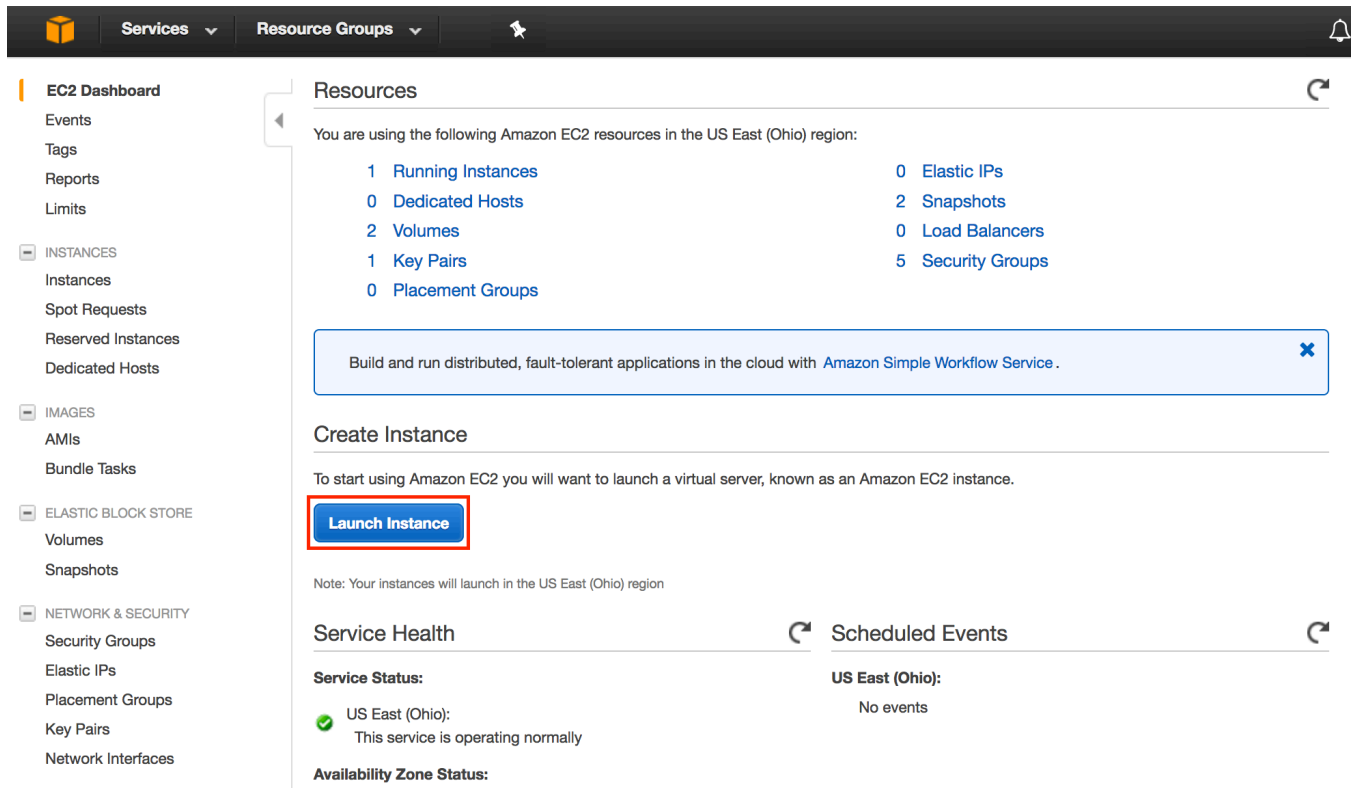 Services Resource Groups
EC2 Dashboard
Events
Tags
Reports
Limits
INSTANCES
Instances
Spot Requests
Reserved Instances
Dedicated Hosts
IMAGES
AMIs
Bundle Tasks
ELASTIC BLOCK STORE
Volumes
Snapshots
NETWORK & SECURITY
Security Groups
Elastic IPs
Placement Groups
Key Pairs
Network Interfaces
Resources
You are using the following Amazon EC2 resources in the US East (Ohio) region:
1 Running Instances
0 Dedicated Hosts
2 Volumes
1 Key Pairs
0 Placement Groups
0 Elastic IPs
2 Snapshots
0 Load Balancers
5 Security Groups
Build and run distributed, fault-tolerant applications in the cloud with Amazon Simple Workflow Service .
Create Instance
To start using Amazon EC2 you will want to launch a virtual server, known as an Amazon EC2 instance.
Launch Instance
Note: Your instances will launch in the US East (Ohio) region
Service Health
Service Status:
US East (Ohio):
This service is operating normally
Availability Zone Status:
Scheduled Events
US East (Ohio):
No events